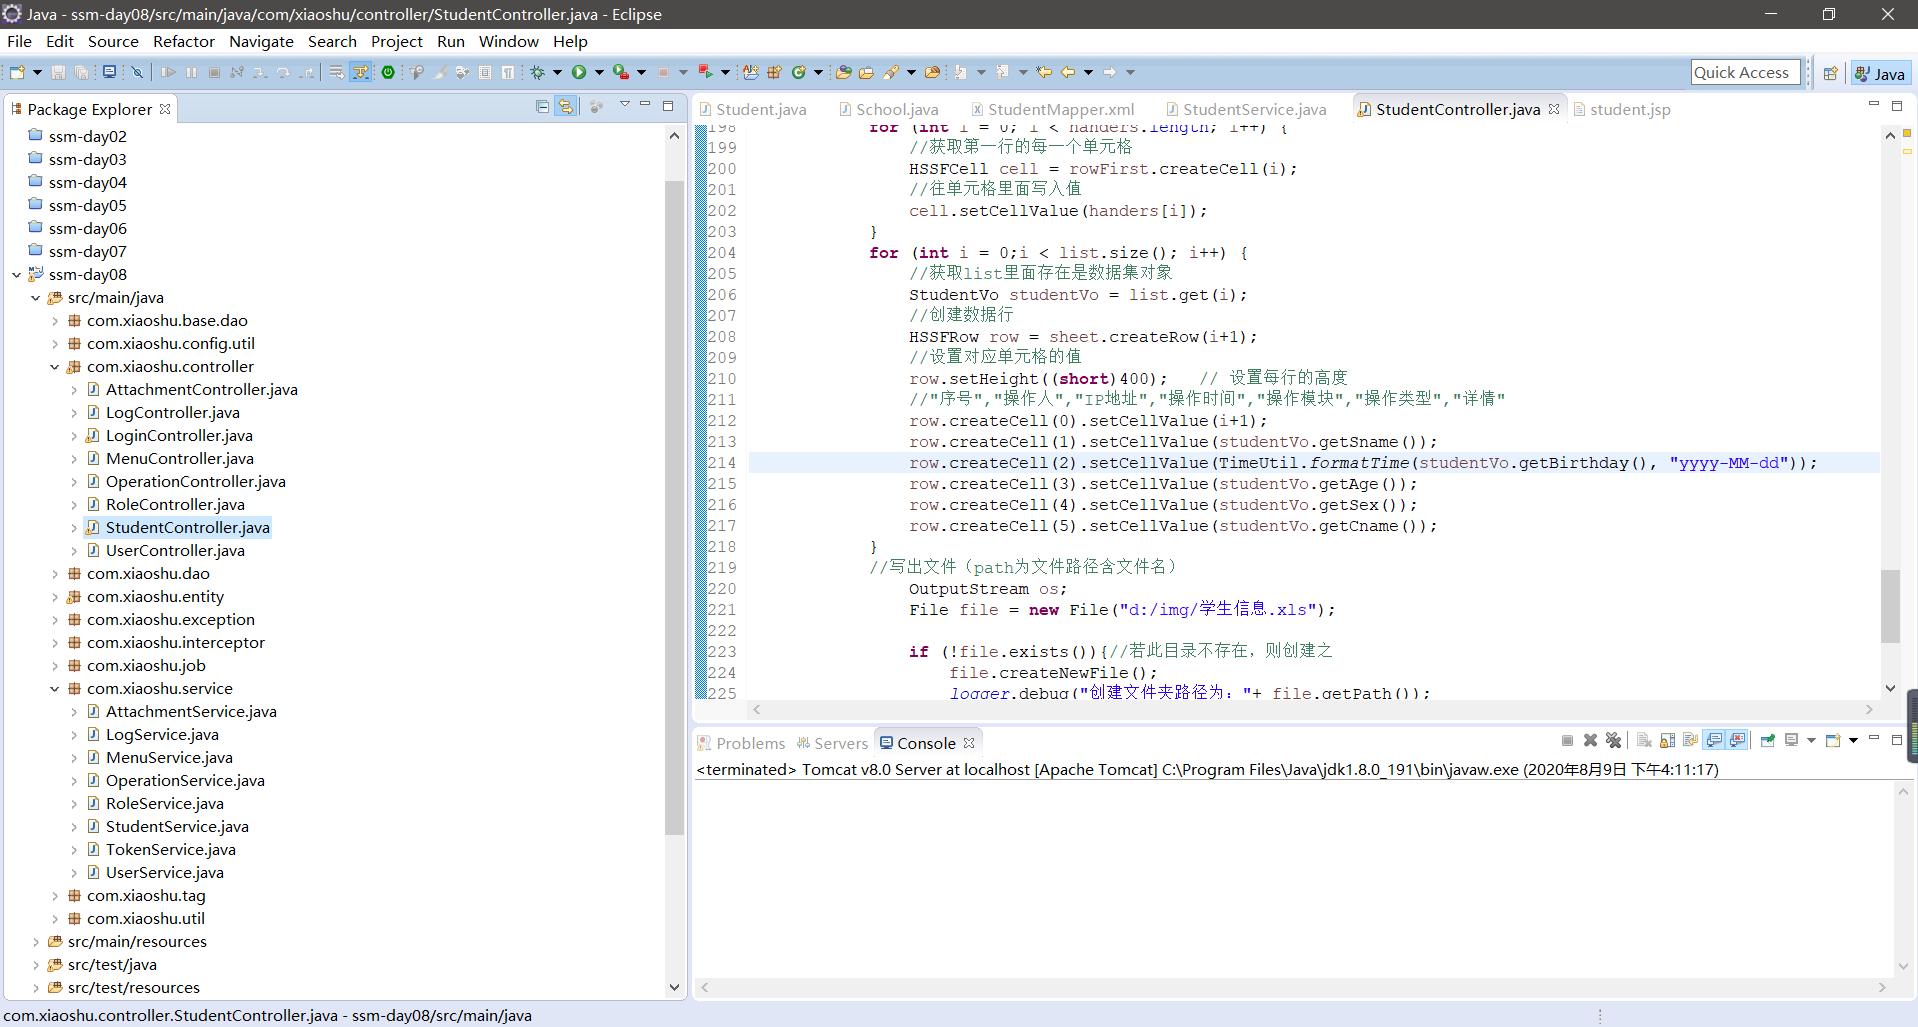 Java - ssm-day08/src/main/java/com/xiaoshu/controller/StudentController.java - Eclipse
File Edit Source Refactor Navigate Search Project Run Window Help
Quick Access
Java
Package Explorer
ssm-day02
ssm-day03
ssm-day04
ssm-day05
ssm-day06
ssm-day07
ssm-day08
src/main/java
com.xiaoshu.base.dao
com.xiaoshu.config.util
com.xiaoshu.controller
AttachmentController.java
LogController.java
LoginController.java
MenuController.java
OperationController.java
RoleController.java
StudentController.java
UserController.java
com.xiaoshu.dao
com.xiaoshu.entity
com.xiaoshu.exception
com.xiaoshu.interceptor
com.xiaoshu.job
com.xiaoshu.service
AttachmentService.java
LogService.java
MenuService.java
OperationService.java
RoleService.java
StudentService.java
TokenService.java
UserService.java
com.xiaoshu.tag
com.xiaoshu.util
src/main/resources
src/test/java
src/test/resources
Student.java School.java StudentMapper.xml StudentService.java StudentController.java student.jsp
198 for (int i = 0; i < handers.length; i++) {
199 //获取第一行的每一个单元格
200 HSSFCell cell = rowFirst.createCell(i);
201 //往单元格里面写入值
202 cell.setCellValue(handers[i]);
203 }
204 for (int i = 0;i < list.size(); i++) {
205 //获取list里面存在是数据集对象
206 StudentVo studentVo = list.get(i);
207 //创建数据行
208 HSSFRow row = sheet.createRow(i+1);
209 //设置对应单元格的值
210 row.setHeight((short)400); // 设置每行的高度
211 //"序号","操作人","IP地址","操作时间","操作模块","操作类型","详情"
212 row.createCell(0).setCellValue(i+1);
213 row.createCell(1).setCellValue(studentVo.getSname());
214 row.createCell(2).setCellValue(TimeUtil.formatTime(studentVo.getBirthday(), "yyyy-MM-dd"));
215 row.createCell(3).setCellValue(studentVo.getAge());
216 row.createCell(4).setCellValue(studentVo.getSex());
217 row.createCell(5).setCellValue(studentVo.getCname());
218 }
219 //写出文件（path为文件路径含文件名）
220 OutputStream os;
221 File file = new File("d:/img/学生信息.xls");
222
223 if (!file.exists()){//若此目录不存在，则创建之
224 file.createNewFile();
225 logger.debug("创建文件夹路径为："+ file.getPath());
Problems Servers Console
<terminated> Tomcat v8.0 Server at localhost [Apache Tomcat] C:\Program Files\Java\jdk1.8.0_191\bin\javaw.exe (2020年8月9日 下午4:11:17)
com.xiaoshu.controller.StudentController.java - ssm-day08/src/main/java